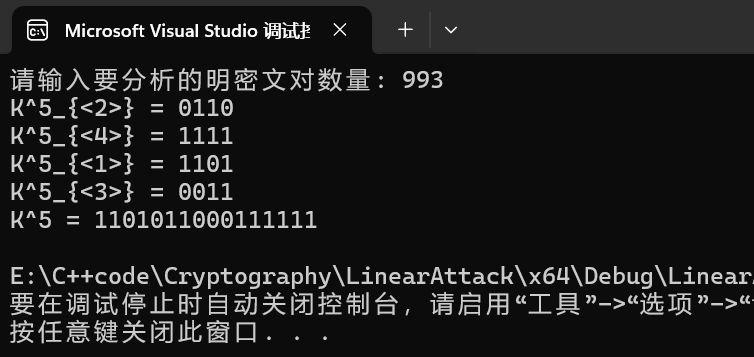 Microsoft Visual Studio 调试
请输入要分析的明密文对数量: 993
K^5_{<2>} = 0110
K^5_{<4>} = 1111
K^5_{<1>} = 1101
K^5_{<3>} = 0011
K^5 = 1101011000111111
E:\C++code\Cryptography\LinearAttack\x64\Debug\Linear
要在调试停止时自动关闭控制台，请启用“工具”->“选项”->“
按任意键关闭此窗口. . .